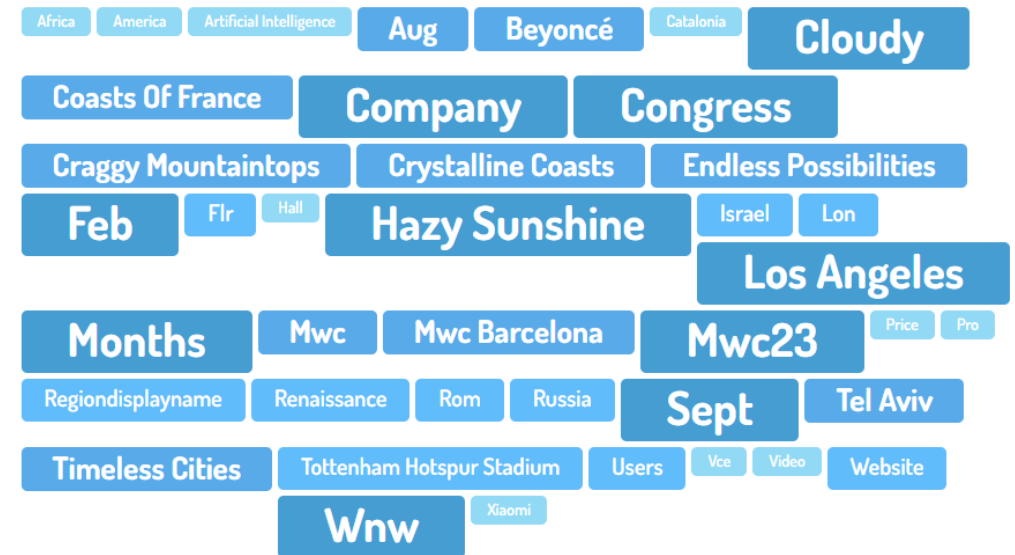 Africa America Artificial Intelligence Aug Beyoncé Catalonia Cloudy
Coasts Of France Company Congress
Craggy Mountaintops Crystalline Coasts Endless Possibilities
Feb Flr Hall Hazy Sunshine Israel Lon
Los Angeles
Months Mwc Mwc Barcelona Mwc23 Price Pro
Regiondisplayname Renaissance Rom Russia Sept Tel Aviv
Timeless Cities Tottenham Hotspur Stadium Users Vce Video Website
Wnw Xiaomi